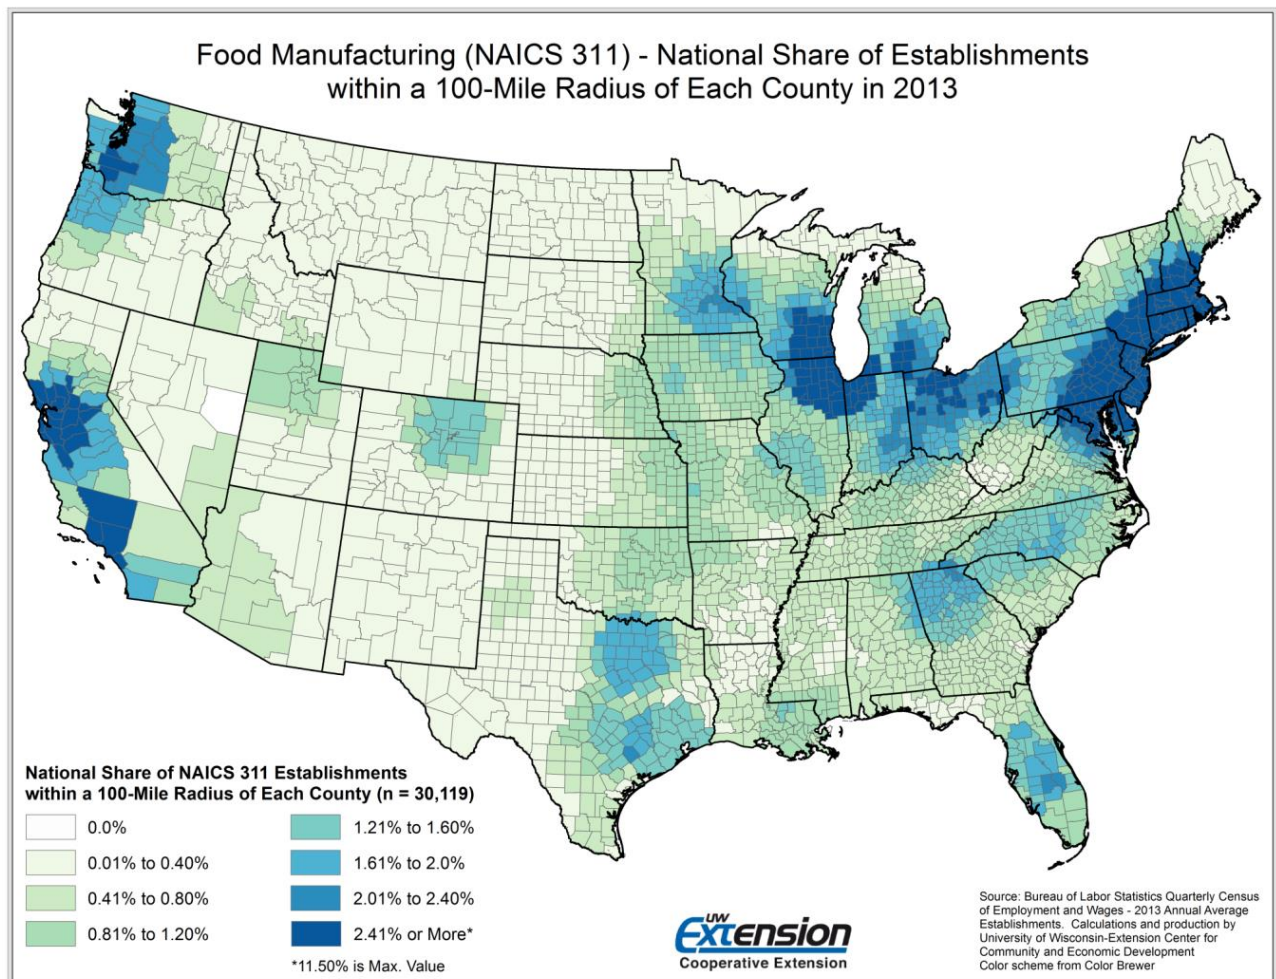 Food Manufacturing (NAICS 311) - National Share of Establishments
within a 100-Mile Radius of Each County in 2013
National Share of NAICS 311 Establishments
within a 100-Mile Radius of Each County (n = 30,119)
0.0%
0.01% to 0.40%
0.41% to 0.80%
0.81% to 1.20%
1.21% to 1.60%
1.61% to 2.0%
2.01% to 2.40%
2.41% or More*
*11.50% is Max. Value
UW
Extension
Cooperative Extension
Source: Bureau of Labor Statistics Quarterly Census
of Employment and Wages - 2013 Annual Average
Establishments. Calculations and production by
University of Wisconsin-Extension Center for
Community and Economic Development
Color scheme from Color Brewer